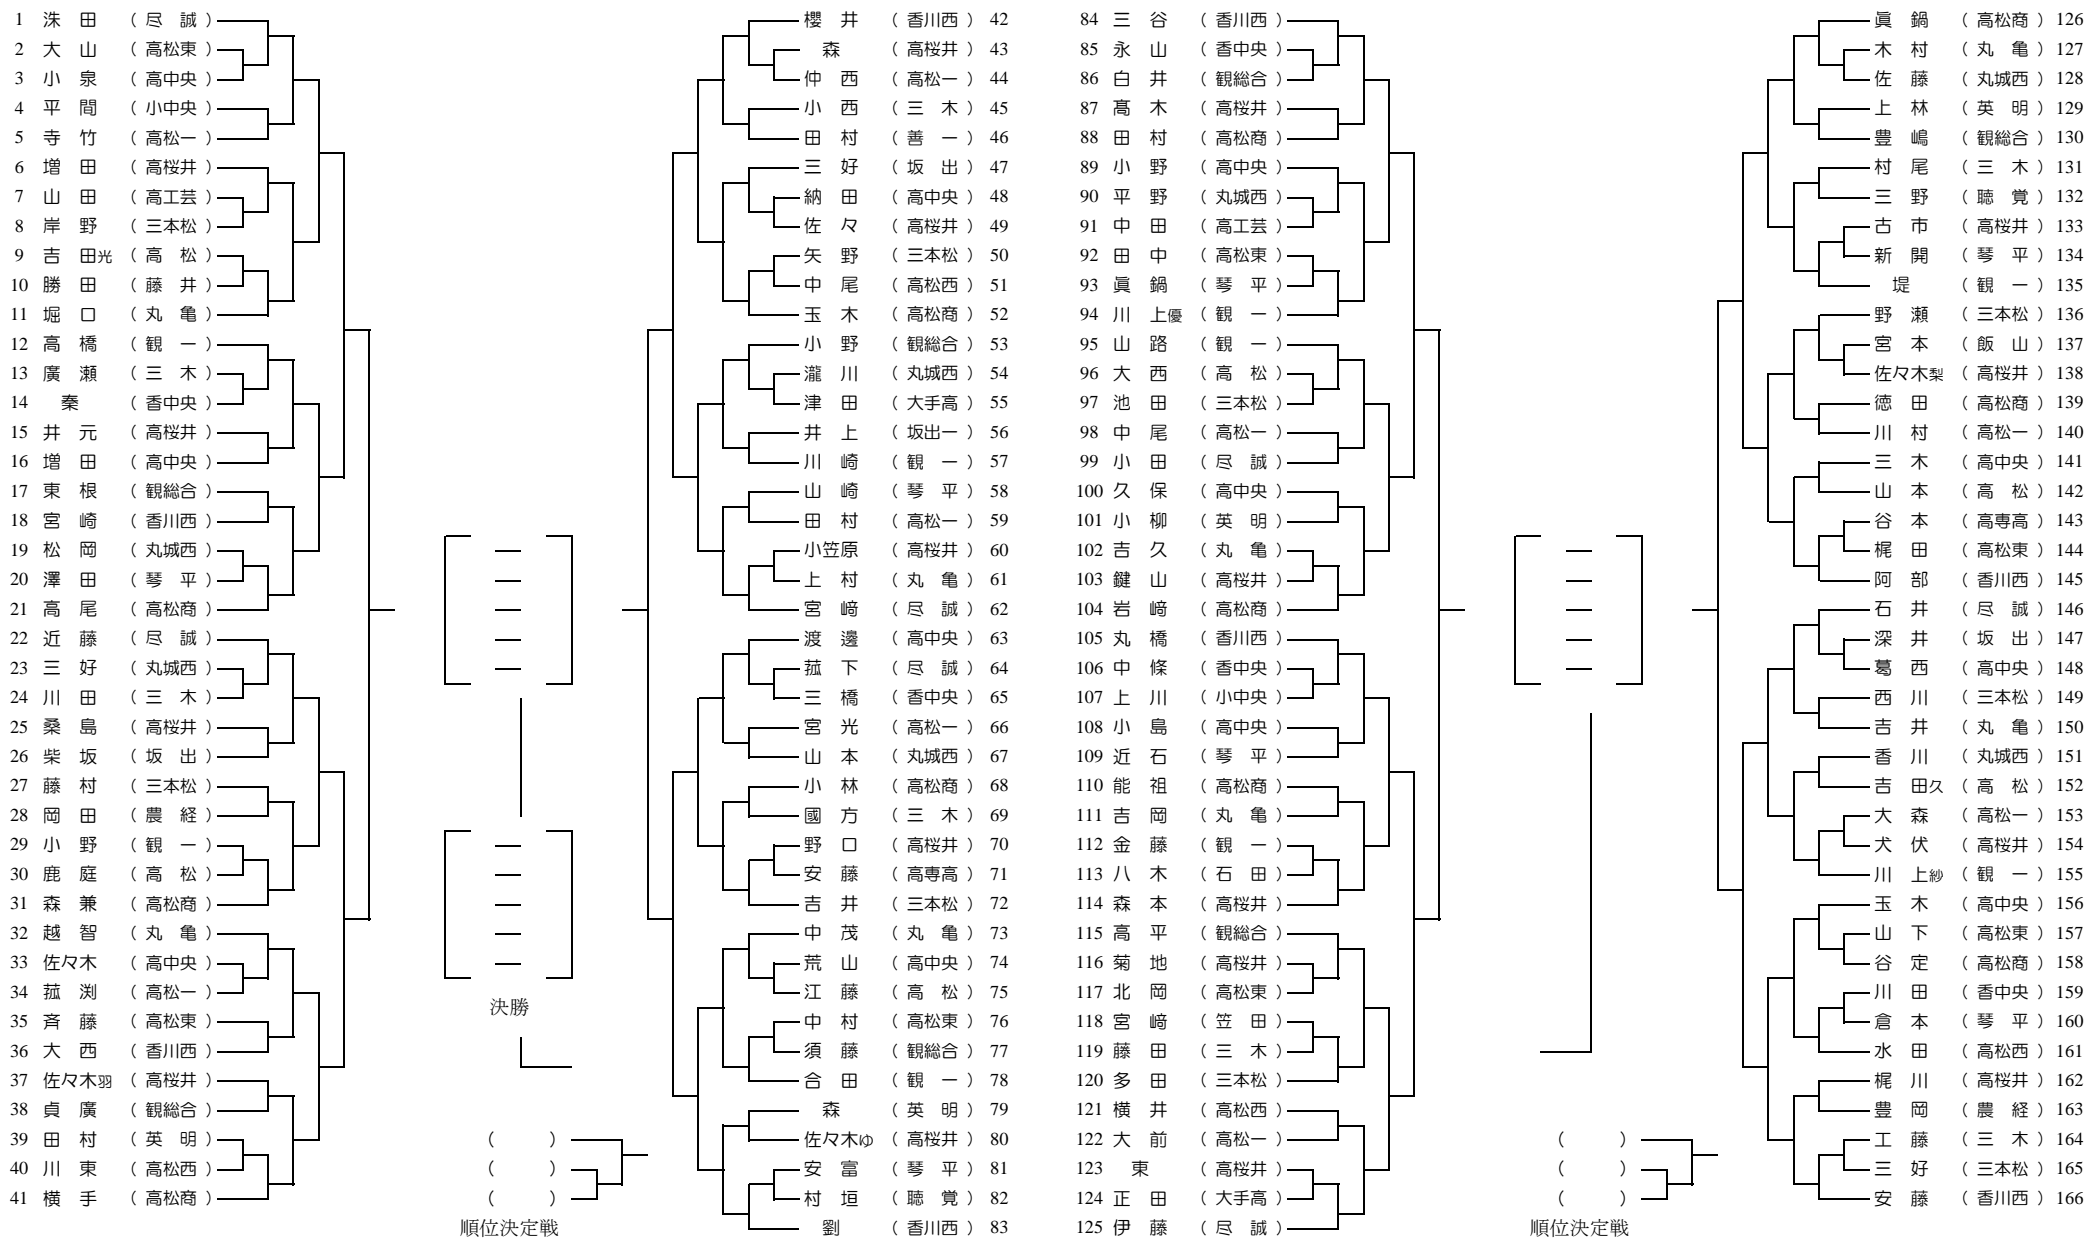 1 洙田 （尽誠）
2 大山 （高松東）
3 小泉 （高中央）
4 平間 （小中央）
5 寺竹 （高松一）
6 増田 （高桜井）
7 山田 （高工芸）
8 岸野 （三本松）
9 吉田光 （高松）
10 勝田 （藤井）
11 堀口 （丸亀）
12 高橋 （観一）
13 廣瀬 （三木）
14 秦 （香中央）
15 井元 （高桜井）
16 増田 （高中央）
17 東根 （観総合）
18 宮崎 （香川西）
19 松岡 （丸城西）
20 澤田 （琴平）
21 高尾 （高松商）
22 近藤 （尽誠）
23 三好 （丸城西）
24 川田 （三木）
25 桑島 （高桜井）
26 柴坂 （坂出）
27 藤村 （三本松）
28 岡田 （農経）
29 小野 （観一）
30 鹿庭 （高松）
31 森兼 （高松商）
32 越智 （丸亀）
33 佐々木 （高中央）
34 菰渕 （高松一）
35 斉藤 （高松東）
36 大西 （香川西）
37 佐々木羽 （高桜井）
38 貞廣 （観総合）
39 田村 （英明）
40 川東 （高松西）
41 横手 （高松商）
決勝
（　　）
（　　）
（　　）
順位決定戦
櫻井 （香川西） 42
森 （高桜井） 43
仲西 （高松一） 44
小西 （三木） 45
田村 （善一） 46
三好 （坂出） 47
納田 （高中央） 48
佐々 （高桜井） 49
矢野 （三本松） 50
中尾 （高松西） 51
玉木 （高松商） 52
小野 （観総合） 53
瀧川 （丸城西） 54
津田 （大手高） 55
井上 （坂出一） 56
川崎 （観一） 57
山崎 （琴平） 58
田村 （高松一） 59
小笠原 （高桜井） 60
上村 （丸亀） 61
宮﨑 （尽誠） 62
渡邊 （高中央） 63
菰下 （尽誠） 64
三橋 （香中央） 65
宮光 （高松一） 66
山本 （丸城西） 67
小林 （高松商） 68
國方 （三木） 69
野口 （高桜井） 70
安藤 （高専高） 71
吉井 （三本松） 72
中茂 （丸亀） 73
荒山 （高中央） 74
江藤 （高松） 75
中村 （高松東） 76
須藤 （観総合） 77
合田 （観一） 78
森 （英明） 79
佐々木ゆ （高桜井） 80
安富 （琴平） 81
村垣 （聴覚） 82
劉 （香川西） 83
84 三谷 （香川西）
85 永山 （香中央）
86 白井 （観総合）
87 髙木 （高桜井）
88 田村 （高松商）
89 小野 （高中央）
90 平野 （丸城西）
91 中田 （高工芸）
92 田中 （高松東）
93 眞鍋 （琴平）
94 川上優 （観一）
95 山路 （観一）
96 大西 （高松）
97 池田 （三本松）
98 中尾 （高松一）
99 小田 （尽誠）
100 久保 （高中央）
101 小柳 （英明）
102 吉久 （丸亀）
103 鍵山 （高桜井）
104 岩﨑 （高松商）
105 丸橋 （香川西）
106 中條 （香中央）
107 上川 （小中央）
108 小島 （高中央）
109 近石 （琴平）
110 能祖 （高松商）
111 吉岡 （丸亀）
112 金藤 （観一）
113 八木 （石田）
114 森本 （高桜井）
115 高平 （観総合）
116 菊地 （高桜井）
117 北岡 （高松東）
118 宮﨑 （笠田）
119 藤田 （三木）
120 多田 （三本松）
121 横井 （高松西）
122 大前 （高松一）
123 東 （高桜井）
124 正田 （大手高）
125 伊藤 （尽誠）
（　　）
（　　）
（　　）
順位決定戦
眞鍋 （高松商） 126
木村 （丸亀） 127
佐藤 （丸城西） 128
上林 （英明） 129
豊嶋 （観総合） 130
村尾 （三木） 131
三野 （聴覚） 132
古市 （高桜井） 133
新開 （琴平） 134
堤 （観一） 135
野瀬 （三本松） 136
宮本 （飯山） 137
佐々木梨 （高桜井） 138
徳田 （高松商） 139
川村 （高松一） 140
三木 （高中央） 141
山本 （高松） 142
谷本 （高専高） 143
梶田 （高松東） 144
阿部 （香川西） 145
石井 （尽誠） 146
深井 （坂出） 147
葛西 （高中央） 148
西川 （三本松） 149
吉井 （丸亀） 150
香川 （丸城西） 151
吉田久 （高松） 152
大森 （高松一） 153
犬伏 （高桜井） 154
川上紗 （観一） 155
玉木 （高中央） 156
山下 （高松東） 157
谷定 （高松商） 158
川田 （香中央） 159
倉本 （琴平） 160
水田 （高松西） 161
梶川 （高桜井） 162
豊岡 （農経） 163
工藤 （三木） 164
三好 （三本松） 165
安藤 （香川西） 166